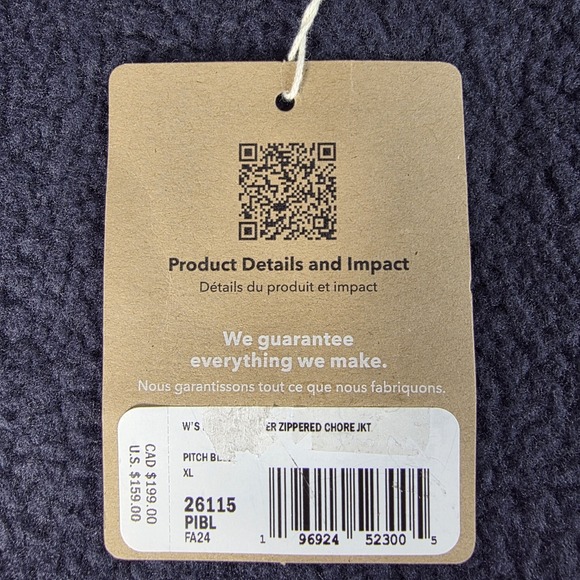 Product Details and Impact
Détails du produit et impact
We guarantee
everything we make.
Nous garantissons tout ce que nous fabriquons.
W'S ZIPPERED CHORE JKT
PITCH
XL
26115
PIBL
FA24
CAD $199.00
U.S. $159.00
1 96924 52300 5